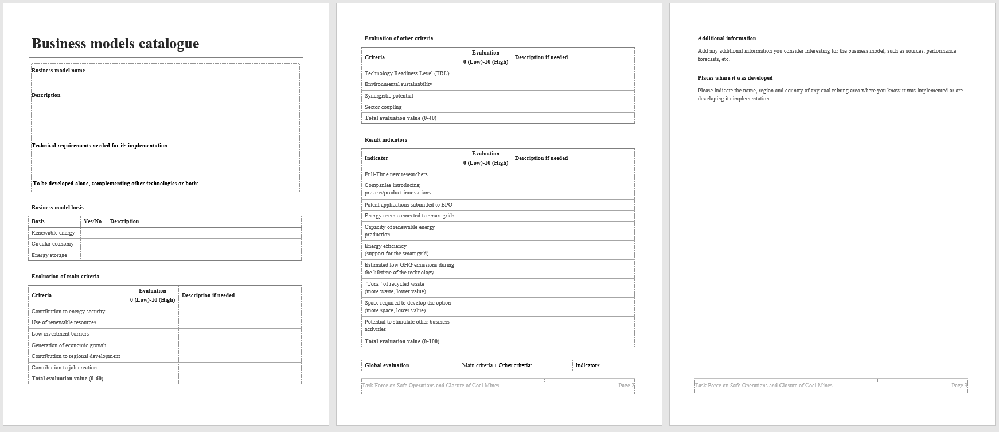 Business models catalogue
Business model name
Description
Technical requirements needed for its implementation
To be developed alone, complementing other technologies or both:
Business model basis
Basis Yes/No Description
Renewable energy
Circular economy
Energy storage
Evaluation of main criteria
Criteria Evaluation 0 (Low)-10 (High) Description if needed
Contribution to energy security
Use of renewable resources
Low investment barriers
Generation of economic growth
Contribution to regional development
Contribution to job creation
Total evaluation value (0-60)
Evaluation of other criteria
Criteria Evaluation 0 (Low)-10 (High) Description if needed
Technology Readiness Level (TRL)
Environmental sustainability
Synergistic potential
Sector coupling
Total evaluation value (0-40)
Result indicators
Indicator Evaluation 0 (Low)-10 (High) Description if needed
Full-Time new researchers
Companies introducing
process/product innovations
Patent applications submitted to EPO
Energy users connected to smart grids
Capacity of renewable energy
production
Energy efficiency
(support for the smart grid)
Estimated low GHG emissions during
the lifetime of the technology
“Tons” of recycled waste
(more waste, lower value)
Space required to develop the option
(more space, lower value)
Potential to stimulate other business
activities
Total evaluation value (0-100)
Global evaluation Main criteria + Other criteria: Indicators:
Task Force on Safe Operations and Closure of Coal Mines Page 2
Additional information
Add any additional information you consider interesting for the business model, such as sources, performance
forecasts, etc.
Places where it was developed
Please indicate the name, region and country of any coal mining area where you know it was implemented or are
developing its implementation.
Task Force on Safe Operations and Closure of Coal Mines Page 3